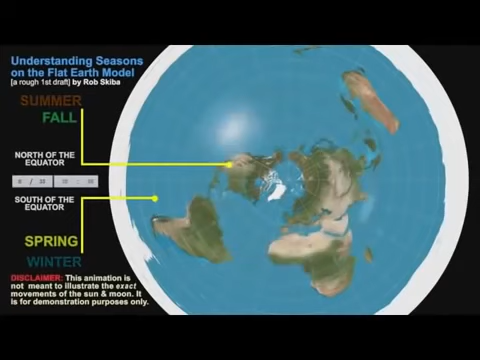 Understanding Seasons
on the Flat Earth Model
[a rough 1st draft] by Rob Skiba
SUMMER
FALL
NORTH OF THE
EQUATOR
SOUTH OF THE
EQUATOR
SPRING
WINTER
DISCLAIMER: This animation is
not meant to illustrate the exact
movements of the sun & moon. It
is for demonstration purposes only.